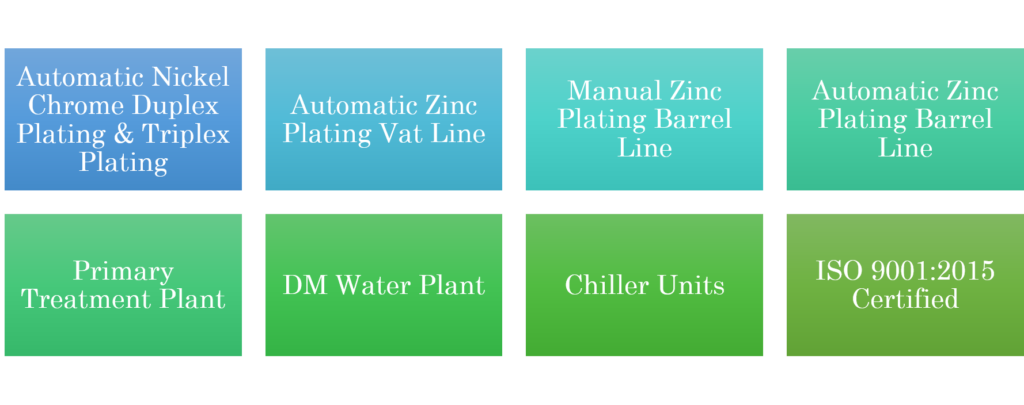 Automatic Nickel
Chrome Duplex
Plating & Triplex
Plating
Automatic Zinc
Plating Vat Line
Manual Zinc
Plating Barrel
Line
Automatic Zinc
Plating Barrel
Line
Primary
Treatment Plant
DM Water Plant
Chiller Units
ISO 9001:2015
Certified